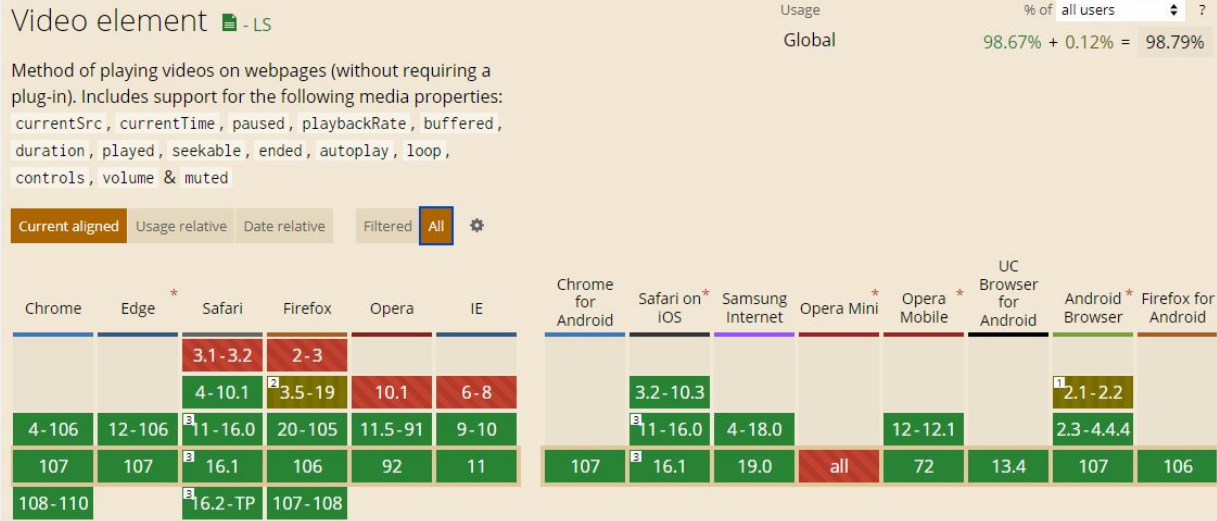 Video element - LS
Usage % of all users ?
Global 98.67% + 0.12% = 98.79%
Method of playing videos on webpages (without requiring a
plug-in). Includes support for the following media properties:
currentSrc, currentTime, paused, playbackRate, buffered,
duration, played, seekable, ended, autoplay, loop,
controls, volume & muted
Current aligned Usage relative Date relative Filtered All
Chrome Edge * Safari Firefox Opera IE Chrome for Android Safari on iOS * Samsung Internet Opera Mini * Opera Mobile * UC Browser for Android Android Browser * Firefox for Android
3.1-3.2 2-3
4-10.1 2 3.5-19 10.1 6-8 3.2-10.3 1 2.1-2.2
4-106 12-106 3 11-16.0 20-105 11.5-91 9-10 3 11-16.0 4-18.0 12-12.1 2.3-4.4.4
107 107 3 16.1 106 92 11 107 3 16.1 19.0 all 72 13.4 107 106
108-110 3 16.2-TP 107-108